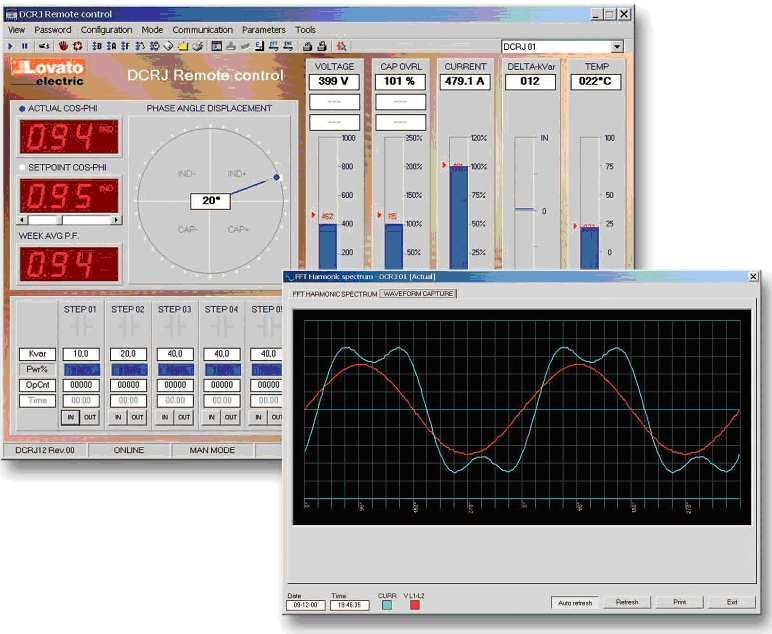 DCRJ Remote control
View Password Configuration Mode Communication Parameters Tools
DCRJ 01
Lovato
electric
DCRJ Remote control
VOLTAGE CAP OVRL CURRENT DELTA-kVar TEMP
399 V 101 % 479.1 A 012 022°C
--- ---
--- ---
ACTUAL COS-PHI
0.94 IND
SETPOINT COS-PHI
0.95 IND
WEEK AVG P.F.
0.94
PHASE ANGLE DISPLACEMENT
IND- IND+
20°
CAP- CAP+
1000 250% 120% IN 100
800 200% 100% 75
600 150% 75% 0 50
400 100% 50% 25
200 50% 25% 0
STEP 01 STEP 02 STEP 03 STEP 04 STEP 05
Kvar 10,0 20,0 40,0 40,0 40,0
Pwr%
OpCnt 00000 00000 00000 00000 00000
Time 00:00 00:00 00:00 00:00 00:00
IN OUT IN OUT IN OUT IN OUT IN OUT
DCRJ12 Rev.00 ONLINE MAN MODE
FFT Harmonic spectrum - DCRJ 01 [Actual]
FFT HARMONIC SPECTRUM WAVEFORM CAPTURE
0° 90° 180° 270° 0° 90° 180° 270°
Date Time CURR V L1-L2
09-12-00 19:46:35
Auto refresh Refresh Print Exit